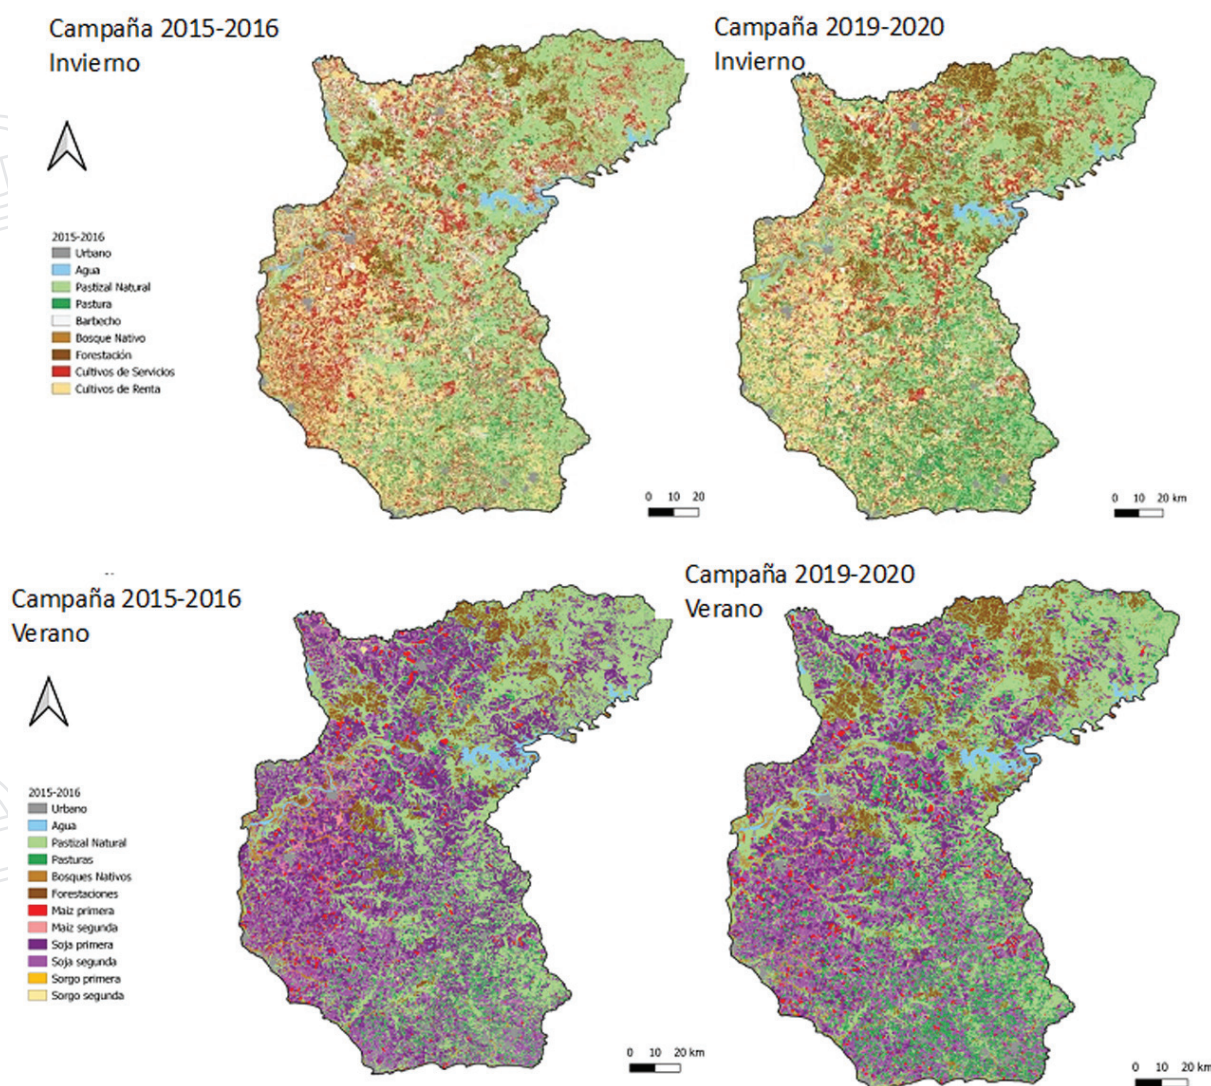 Campaña 2015-2016
Invierno
Campaña 2019-2020
Invierno
2015-2016
Urbano
Agua
Pastizal Natural
Pastura
Barbecho
Bosque Nativo
Forestación
Cultivos de Servicios
Cultivos de Renta
0 10 20
0 10 20 km
Campaña 2015-2016
Verano
Campaña 2019-2020
Verano
2015-2016
Urbano
Agua
Pastizal Natural
Pasturas
Bosques Nativos
Forestaciones
Maiz primera
Maiz segunda
Soja primera
Soja segunda
Sorgo primera
Sorgo segunda
0 10 20 km
0 10 20 km